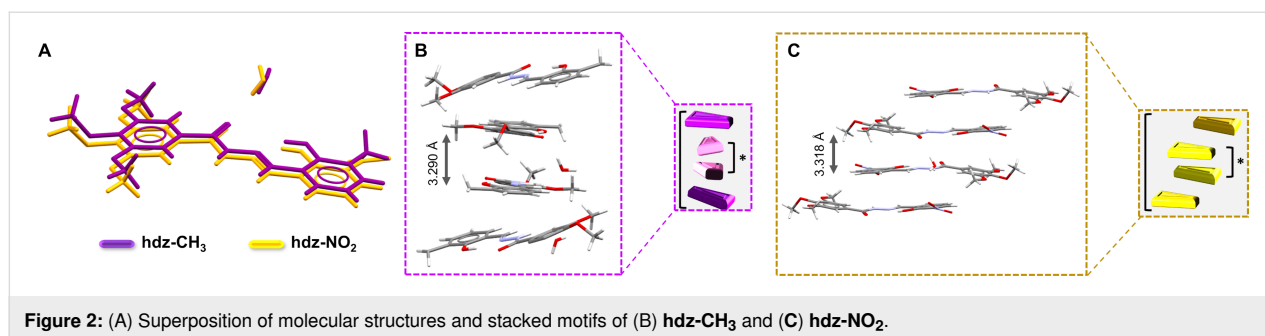 A
B
C
3.290 Å
*
3.318 Å
*
hdz-CH₃
hdz-NO₂
Figure 2: (A) Superposition of molecular structures and stacked motifs of (B) hdz-CH₃ and (C) hdz-NO₂.